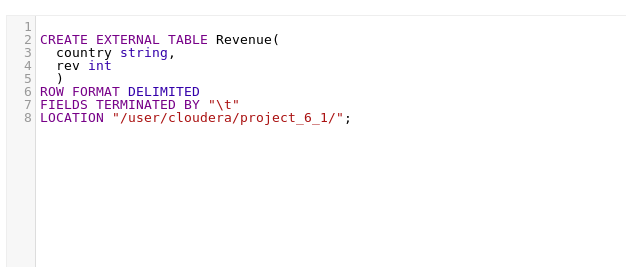 1
2 CREATE EXTERNAL TABLE Revenue(
3 country string,
4 rev int
5 )
6 ROW FORMAT DELIMITED
7 FIELDS TERMINATED BY "\t"
8 LOCATION "/user/cloudera/project_6_1/";